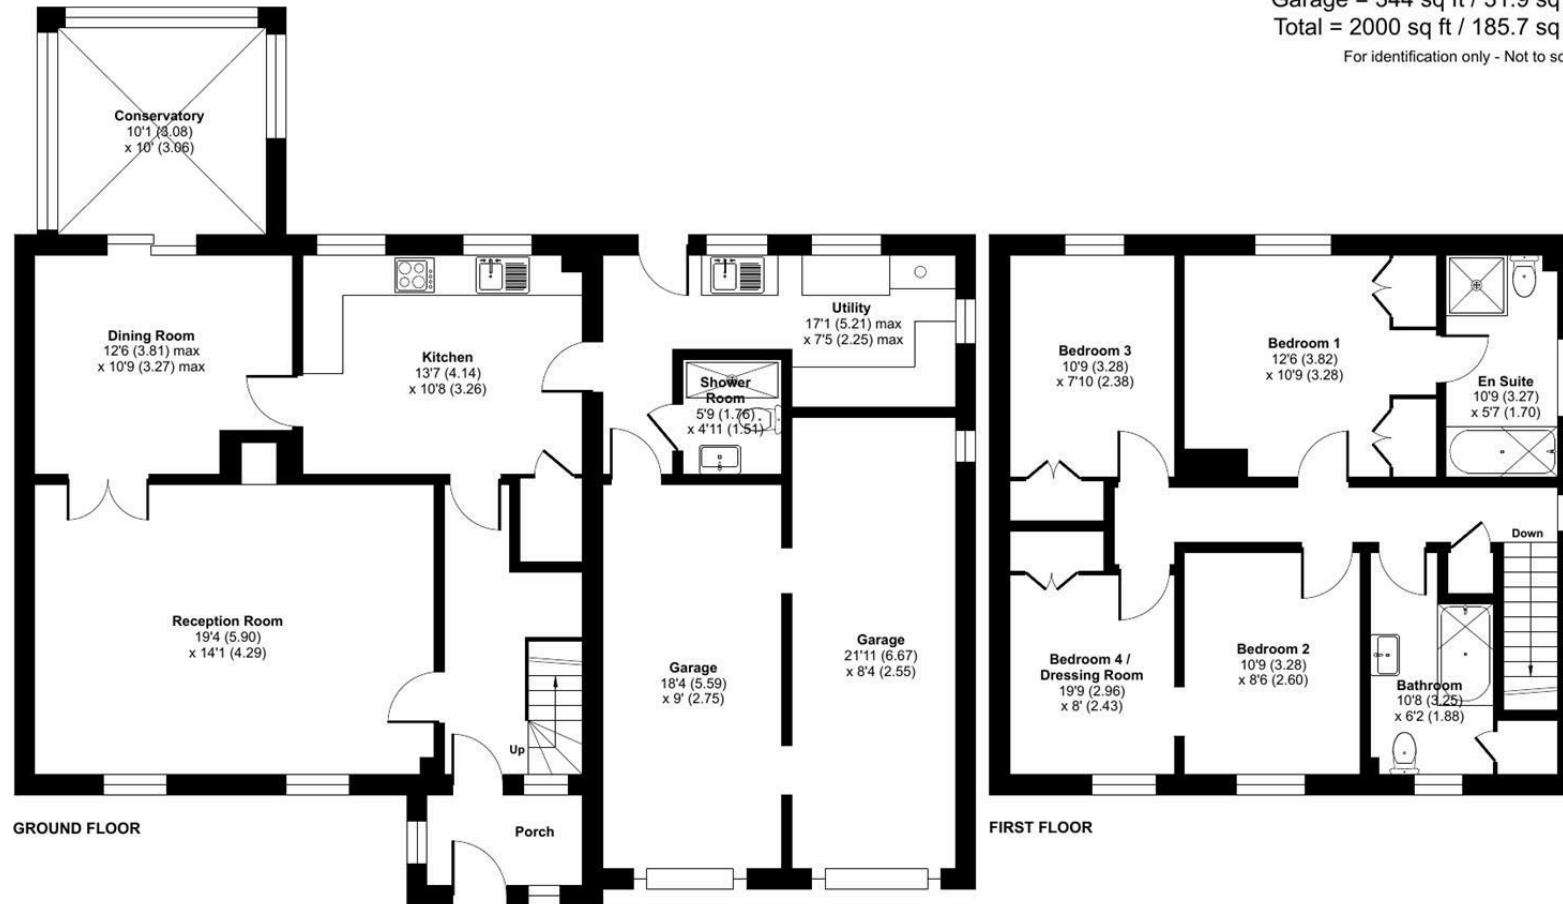 Garage = 344 sq ft / 31.9 sq
Total = 2000 sq ft / 185.7 sq
For identification only - Not to sc
Conservatory
10'1 (3.08)
x 10' (3.06)
Dining Room
12'6 (3.81) max
x 10'9 (3.27) max
Kitchen
13'7 (4.14)
x 10'8 (3.26)
Utility
17'1 (5.21) max
x 7'5 (2.25) max
Shower
Room
5'9 (1.76)
x 4'11 (1.51)
Reception Room
19'4 (5.90)
x 14'1 (4.29)
Garage
18'4 (5.59)
x 9' (2.75)
Garage
21'11 (6.67)
x 8'4 (2.55)
Up
Porch
GROUND FLOOR
Bedroom 3
10'9 (3.28)
x 7'10 (2.38)
Bedroom 1
12'6 (3.82)
x 10'9 (3.28)
En Suite
10'9 (3.27)
x 5'7 (1.70)
Down
Bedroom 4 /
Dressing Room
19'9 (2.96)
x 8' (2.43)
Bedroom 2
10'9 (3.28)
x 8'6 (2.60)
Bathroom
10'8 (3.25)
x 6'2 (1.88)
FIRST FLOOR